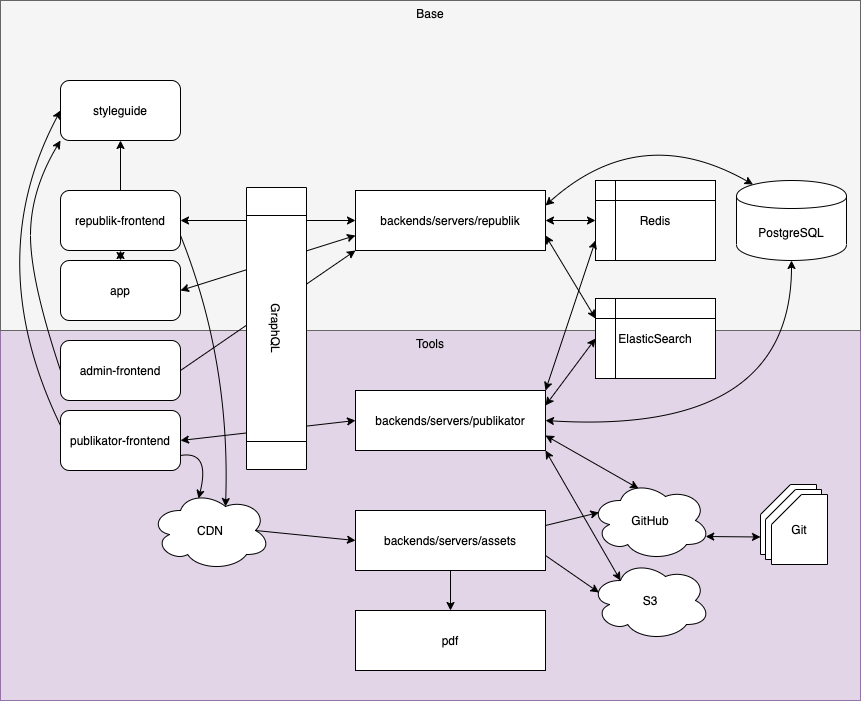 Base
styleguide
republik-frontend
backends/servers/republik
Redis
PostgreSQL
app
GraphQL
ElasticSearch
Tools
admin-frontend
publikator-frontend
backends/servers/publikator
CDN
backends/servers/assets
GitHub
Git
S3
pdf